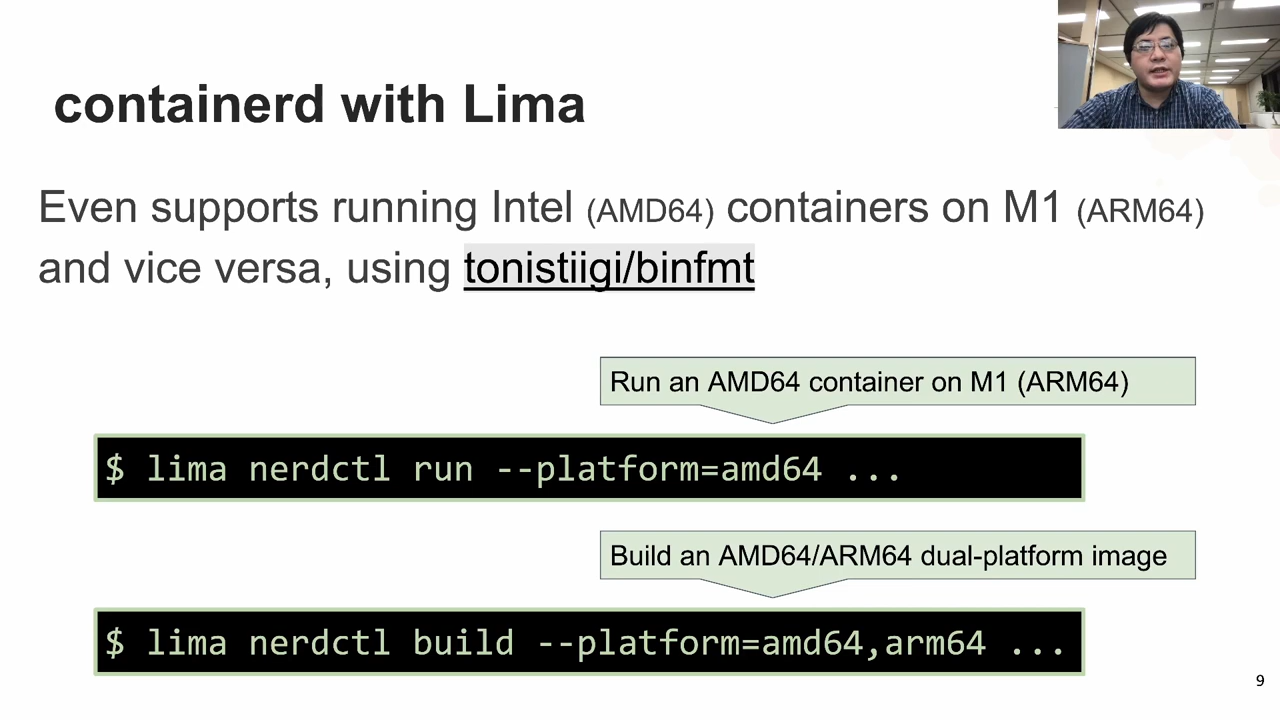 containerd with Lima
Even supports running Intel (AMD64) containers on M1 (ARM64)
and vice versa, using tonistiigi/binfmt
Run an AMD64 container on M1 (ARM64)
$ lima nerdctl run --platform=amd64 ...
Build an AMD64/ARM64 dual-platform image
$ lima nerdctl build --platform=amd64,arm64 ...
9